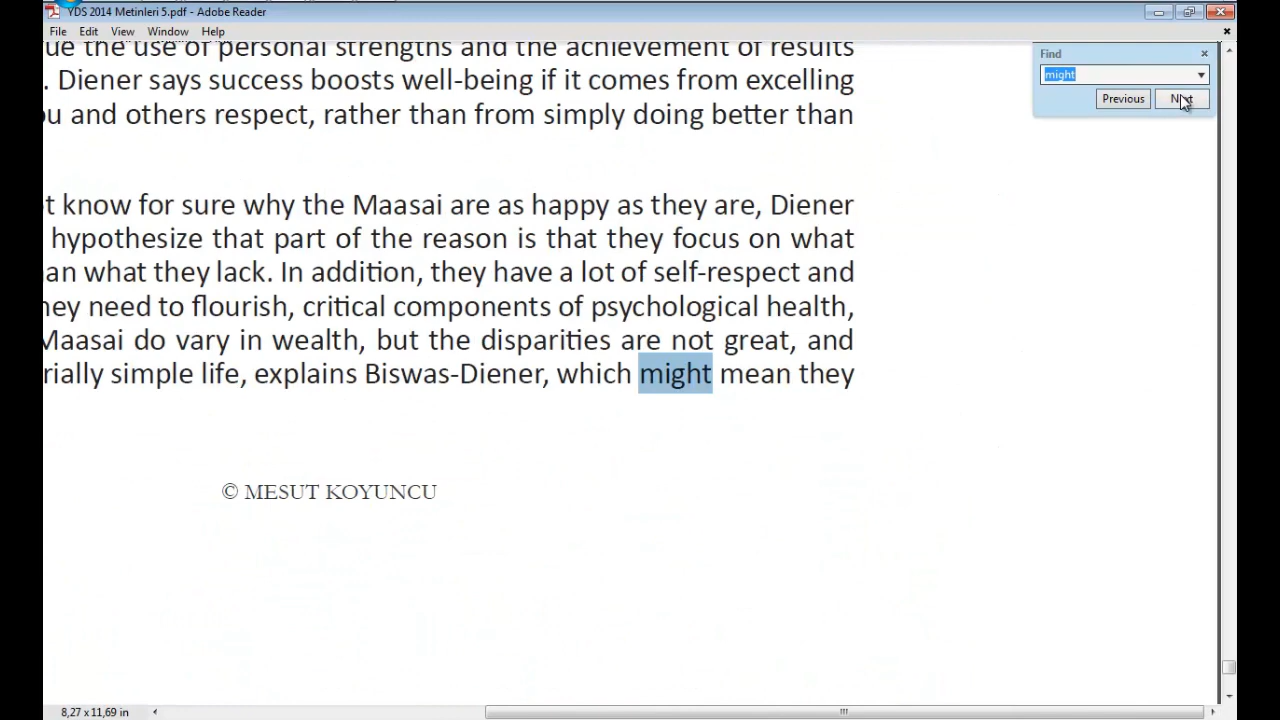 YDS 2014 Metinleri 5.pdf - Adobe Reader
File Edit View Window Help
Find
might
Previous Next
the use of personal strengths and the achievement of results
. Diener says success boosts well-being if it comes from excelling
and others respect, rather than from simply doing better than
know for sure why the Maasai are as happy as they are, Diener
hypothesize that part of the reason is that they focus on what
what they lack. In addition, they have a lot of self-respect and
they need to flourish, critical components of psychological health,
Maasai do vary in wealth, but the disparities are not great, and
simple life, explains Biswas-Diener, which might mean they
© MESUT KOYUNCU
8,27 x 11,69 in